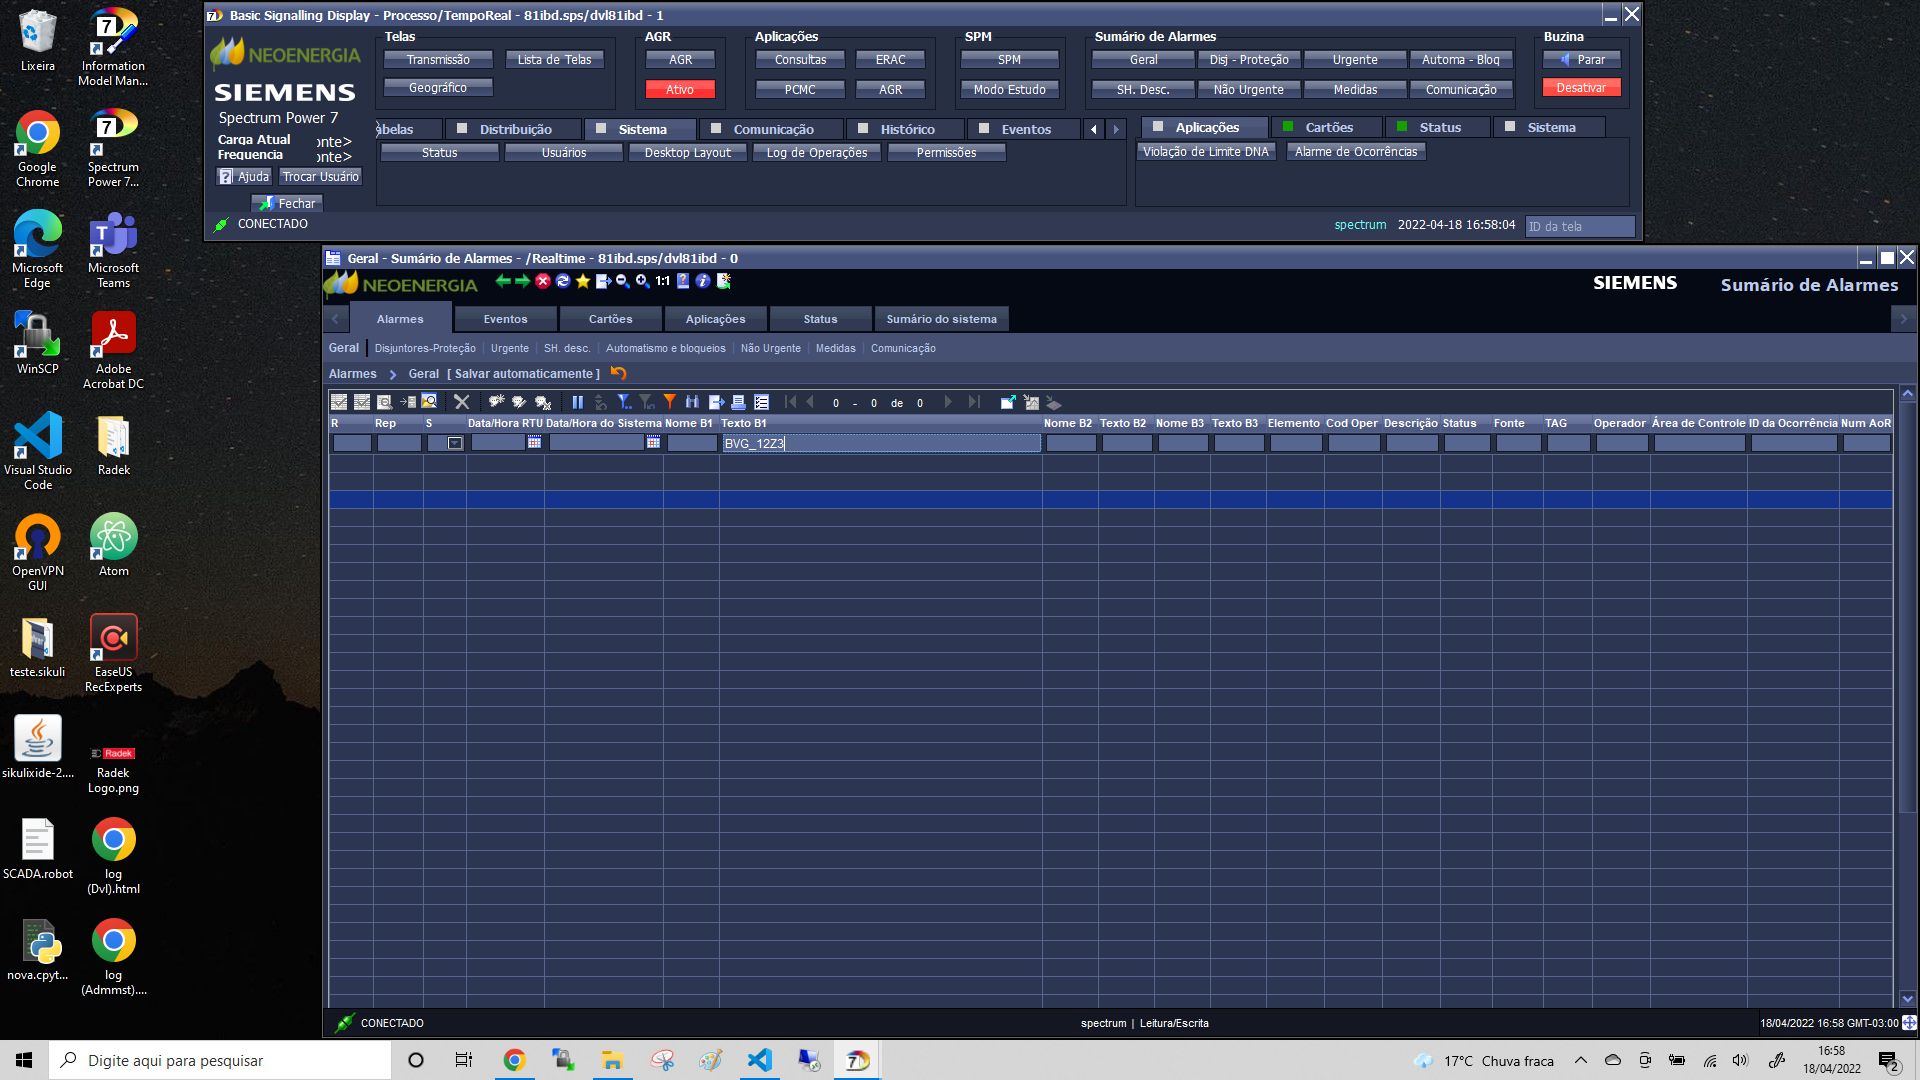 Lixeira
Information
Model Man...
Google
Chrome
Spectrum
Power 7...
Microsoft
Edge
Microsoft
Teams
WinSCP
Adobe
Acrobat DC
Visual Studio
Code
Radek
OpenVPN
GUI
Atom
teste.sikuli
EaseUS
RecExperts
sikulixide-2....
Radek
Radek
Logo.png
SCADA.robot
log
(Dvl).html
nova.cpyt...
log
(Admmst)....
Basic Signalling Display - Processo/TempoReal - 81ibd.sps/dvl81ibd - 1
NEOENERGIA
SIEMENS
Spectrum Power 7
Carga Atual onte>
Frequencia onte>
Ajuda Trocar Usuário
Fechar
CONECTADO
Telas
Transmissão Lista de Telas
Geográfico
AGR
AGR
Ativo
Aplicações
Consultas ERAC
PCMC AGR
SPM
SPM
Modo Estudo
Sumário de Alarmes
Geral Disj - Proteção Urgente Automa - Bloq
SH. Desc. Não Urgente Medidas Comunicação
Buzina
Parar
Desativar
abelas Distribuição Sistema Comunicação Histórico Eventos
Status Usuários Desktop Layout Log de Operações Permissões
Aplicações Cartões Status Sistema
Violação de Limite DNA Alarme de Ocorrências
spectrum 2022-04-18 16:58:04 ID da tela
Geral - Sumário de Alarmes - /Realtime - 81ibd.sps/dvl81ibd - 0
NEOENERGIA 1:1 SIEMENS Sumário de Alarmes
Alarmes Eventos Cartões Aplicações Status Sumário do sistema
Geral Disjuntores-Proteção Urgente SH. desc. Automatismo e bloqueios Não Urgente Medidas Comunicação
Alarmes Geral [ Salvar automaticamente ]
0 - 0 de 0
R Rep S Data/Hora RTU Data/Hora do Sistema Nome B1 Texto B1 Nome B2 Texto B2 Nome B3 Texto B3 Elemento Cod Oper Descrição Status Fonte TAG Operador Área de Controle ID da Ocorrência Num AoR
BVG_12Z3
CONECTADO spectrum | Leitura/Escrita 18/04/2022 16:58 GMT-03:00
Digite aqui para pesquisar
17°C Chuva fraca
16:58
18/04/2022
2